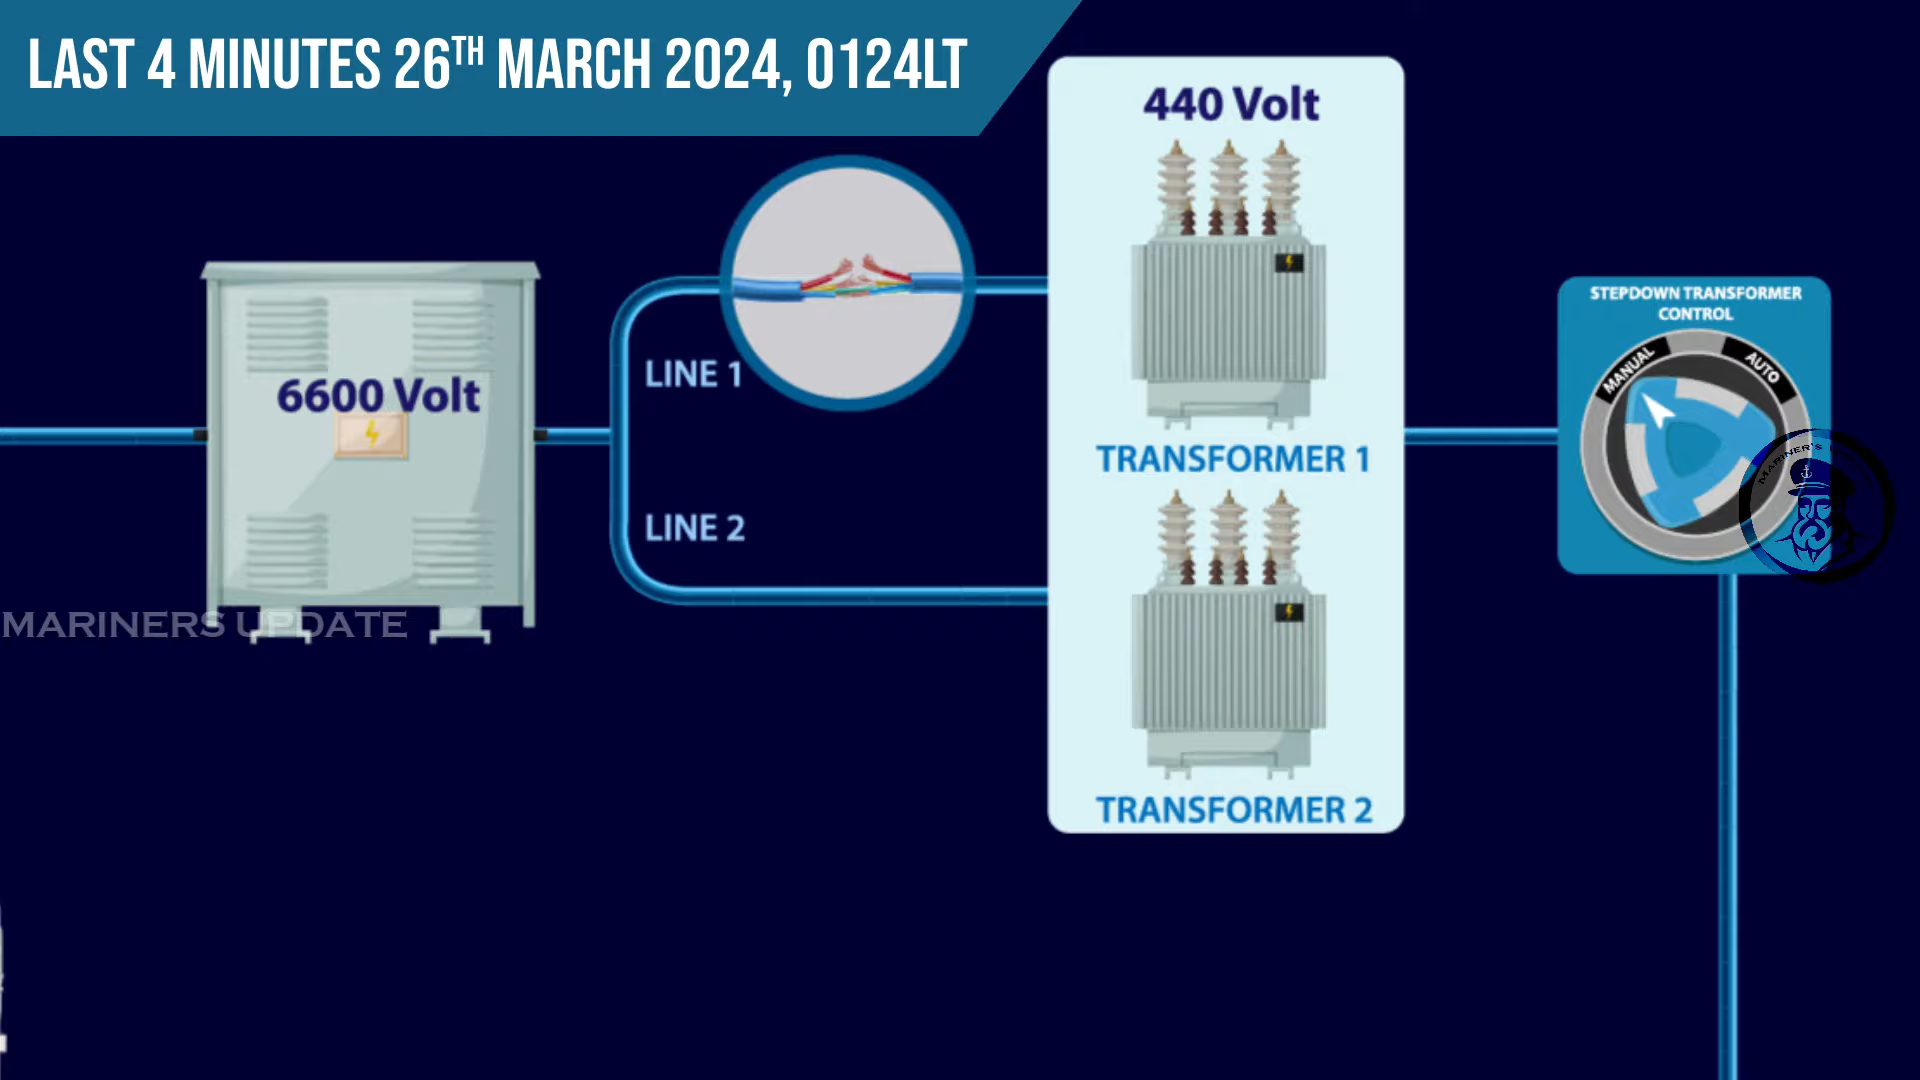 LAST 4 MINUTES 26TH MARCH 2024, 0124LT
440 Volt
6600 Volt
LINE 1
LINE 2
TRANSFORMER 1
TRANSFORMER 2
STEPDOWN TRANSFORMER
CONTROL
MANUAL
AUTO
MARINER'S
MARINERS UPDATE